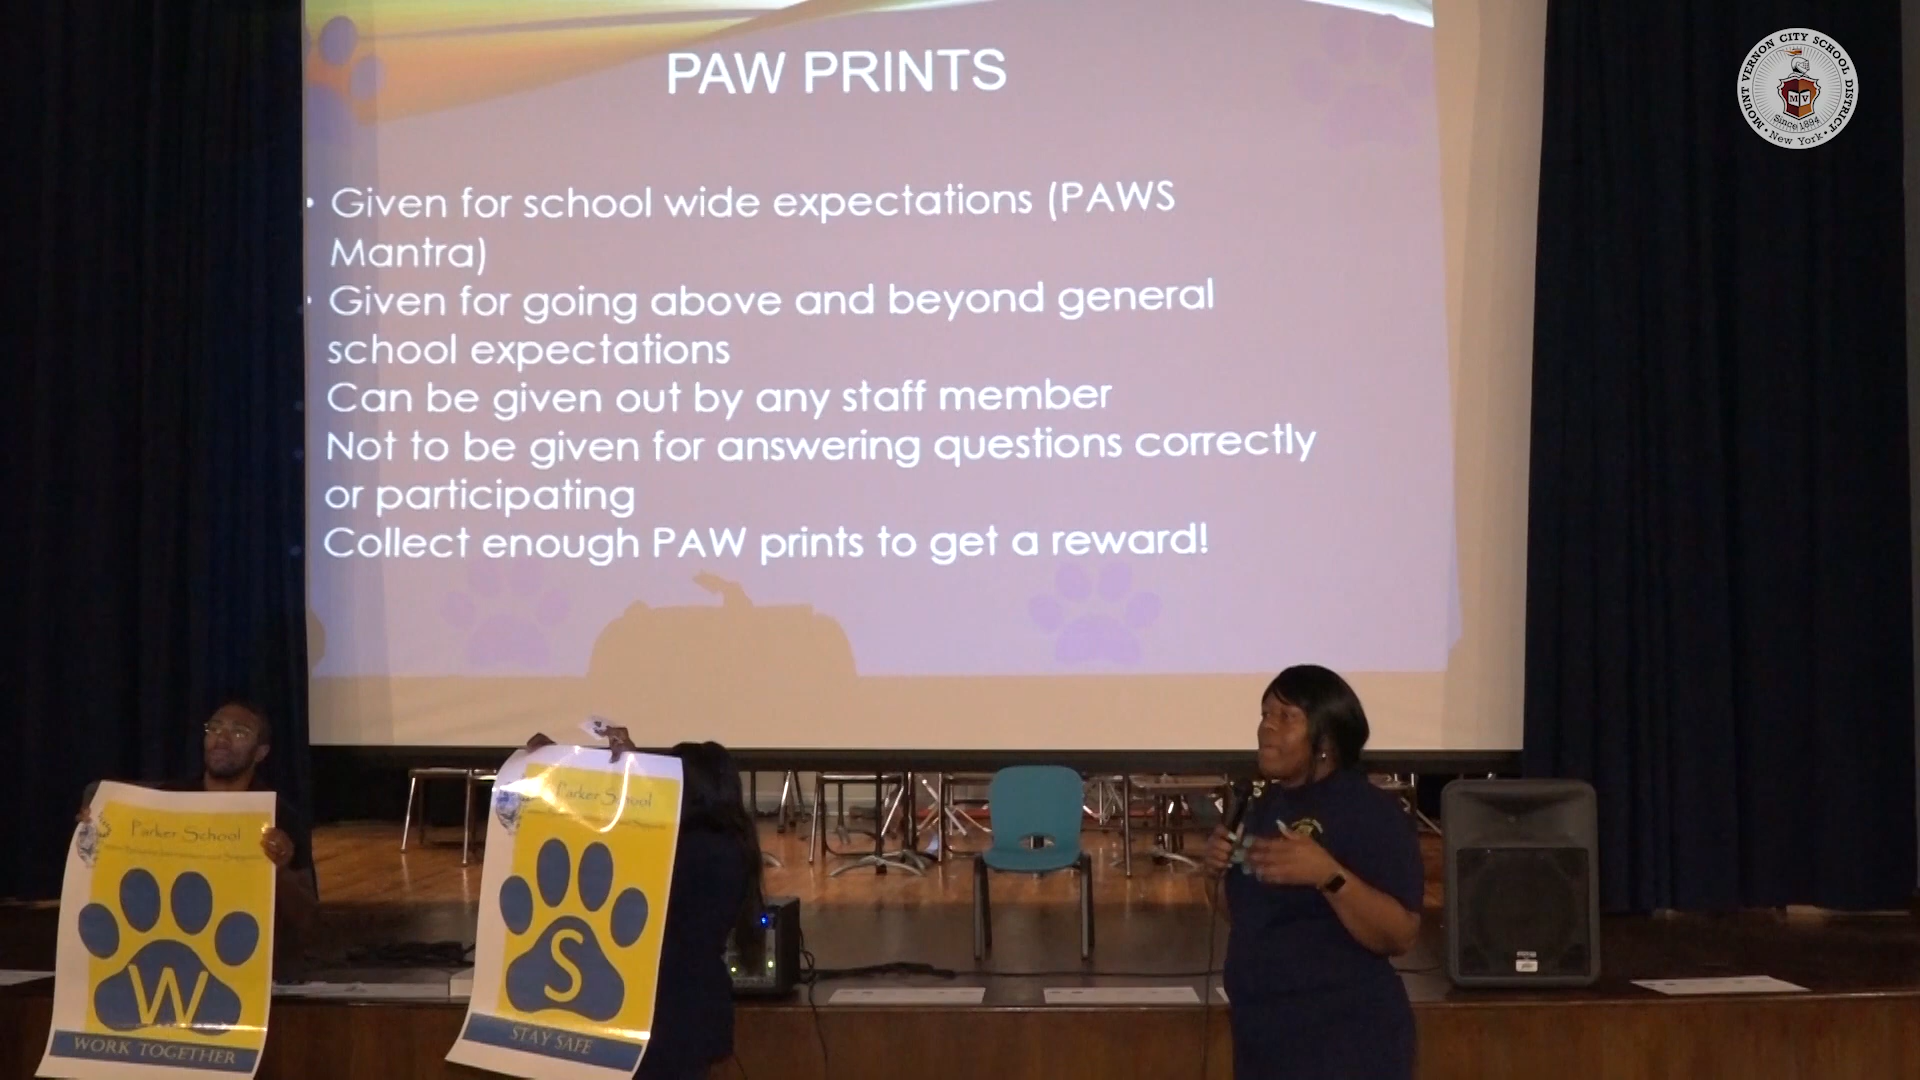 PAW PRINTS
MOUNT VERNON CITY SCHOOL DISTRICT
MV
Since 1894
• New York •
• Given for school wide expectations (PAWS
Mantra)
• Given for going above and beyond general
school expectations
• Can be given out by any staff member
• Not to be given for answering questions correctly
or participating
• Collect enough PAW prints to get a reward!
Parker School
W
WORK TOGETHER
Parker School
S
STAY SAFE